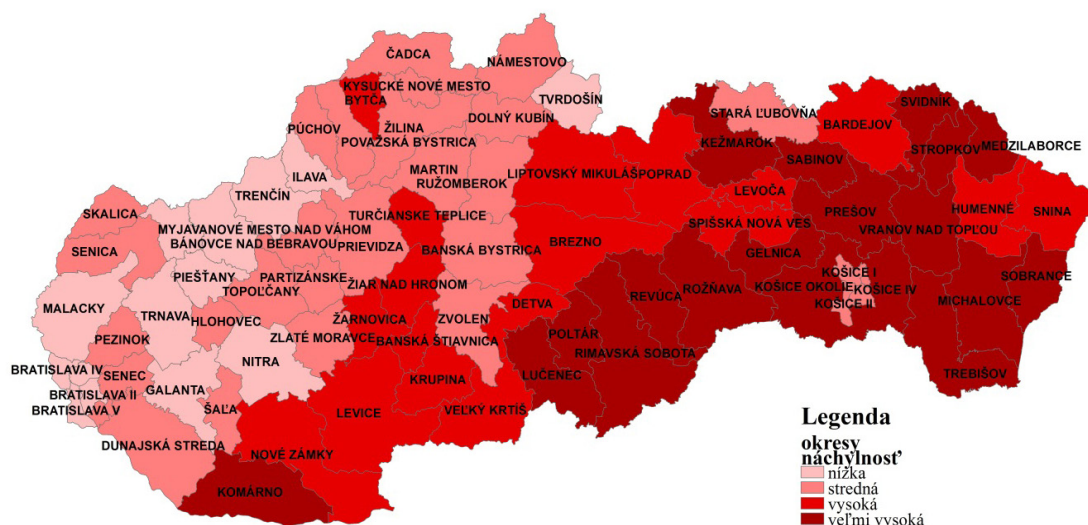 ČADCA
NÁMESTOVO
KYSUCKÉ NOVÉ MESTO
BYTČA
TVRDOŠÍN
DOLNÝ KUBÍN
STARÁ ĽUBOVŇA
SVIDNÍK
PÚCHOV
ŽILINA
BARDEJOV
POVAŽSKÁ BYSTRICA
KEŽMAROK
STROPKOV
MEDZILABORCE
SABINOV
ILAVA
MARTIN
LIPTOVSKÝ MIKULÁŠ
POPRAD
RUŽOMBEROK
TRENČÍN
LEVOČA
SKALICA
TURČIANSKE TEPLICE
PREŠOV
HUMENNÉ
SNINA
MYJAVA
NOVÉ MESTO NAD VÁHOM
SPIŠSKÁ NOVÁ VES
VRANOV NAD TOPĽOU
SENICA
BÁNOVCE NAD BEBRAVOU
PRIEVIDZA
BANSKÁ BYSTRICA
BREZNO
GELNICA
PIEŠŤANY
PARTIZÁNSKE
KOŠICE I
SOBRANCE
TOPOĽČANY
ŽIAR NAD HRONOM
REVÚCA
ROŽŇAVA
KOŠICE OKOLIE
KOŠICE IV
MALACKY
TRNAVA
DETVA
KOŠICE II
MICHALOVCE
HLOHOVEC
ŽARNOVICA
ZVOLEN
PEZINOK
ZLATÉ MORAVCE
BANSKÁ ŠTIAVNICA
POLTÁR
RIMAVSKÁ SOBOTA
NITRA
BRATISLAVA IV
SENEC
KRUPINA
LUČENEC
TREBIŠOV
BRATISLAVA II
GALANTA
BRATISLAVA V
ŠAĽA
LEVICE
VEĽKÝ KRTÍŠ
DUNAJSKÁ STREDA
NOVÉ ZÁMKY
KOMÁRNO
Legenda
okresy
náchylnosť
nížka
stredná
vysoká
veľmi vysoká